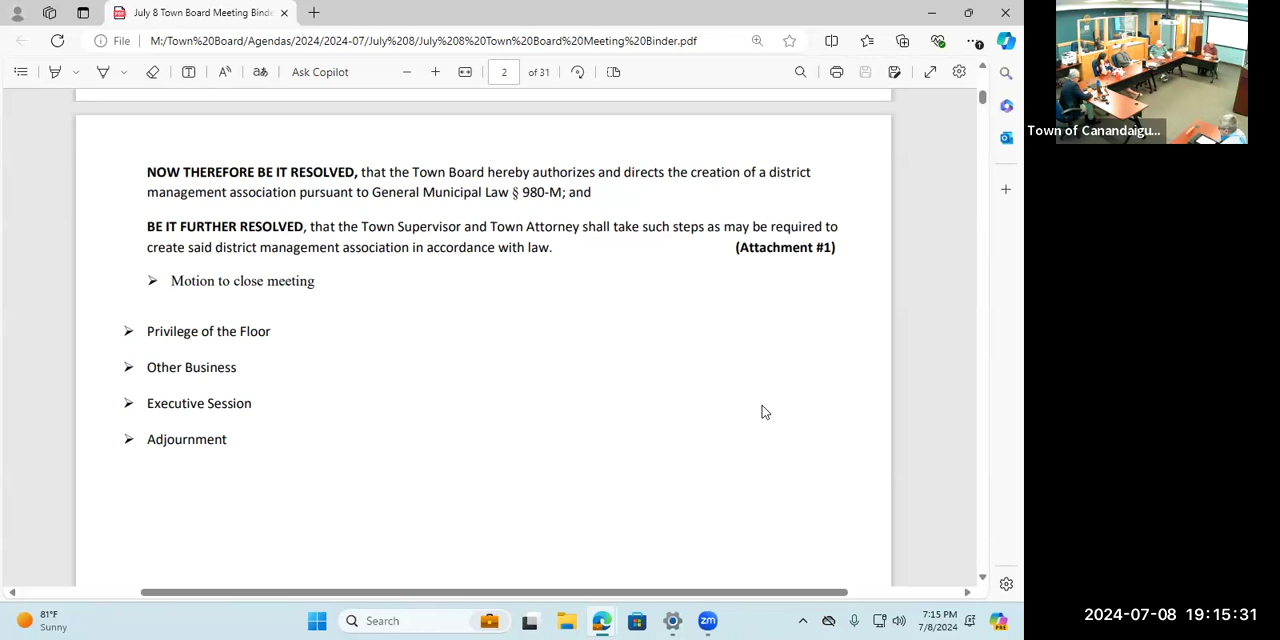 July 8 Town Board Meeting Binde
File
M:/Town%20Board/Agendas/2024/2024-07/July%208/July%208%20Town%20Board%20Meeting%20Binder.pdf
Ask Copilot
2 of 31
NOW THEREFORE BE IT RESOLVED, that the Town Board hereby authorizes and directs the creation of a district
management association pursuant to General Municipal Law § 980-M; and
BE IT FURTHER RESOLVED, that the Town Supervisor and Town Attorney shall take such steps as may be required to
create said district management association in accordance with law. (Attachment #1)
Motion to close meeting
Privilege of the Floor
Other Business
Executive Session
Adjournment
Town of Canandaigu...
81°F
Sunny
Search
7:15 PM
7/8/2024
2024-07-08 19:15:31